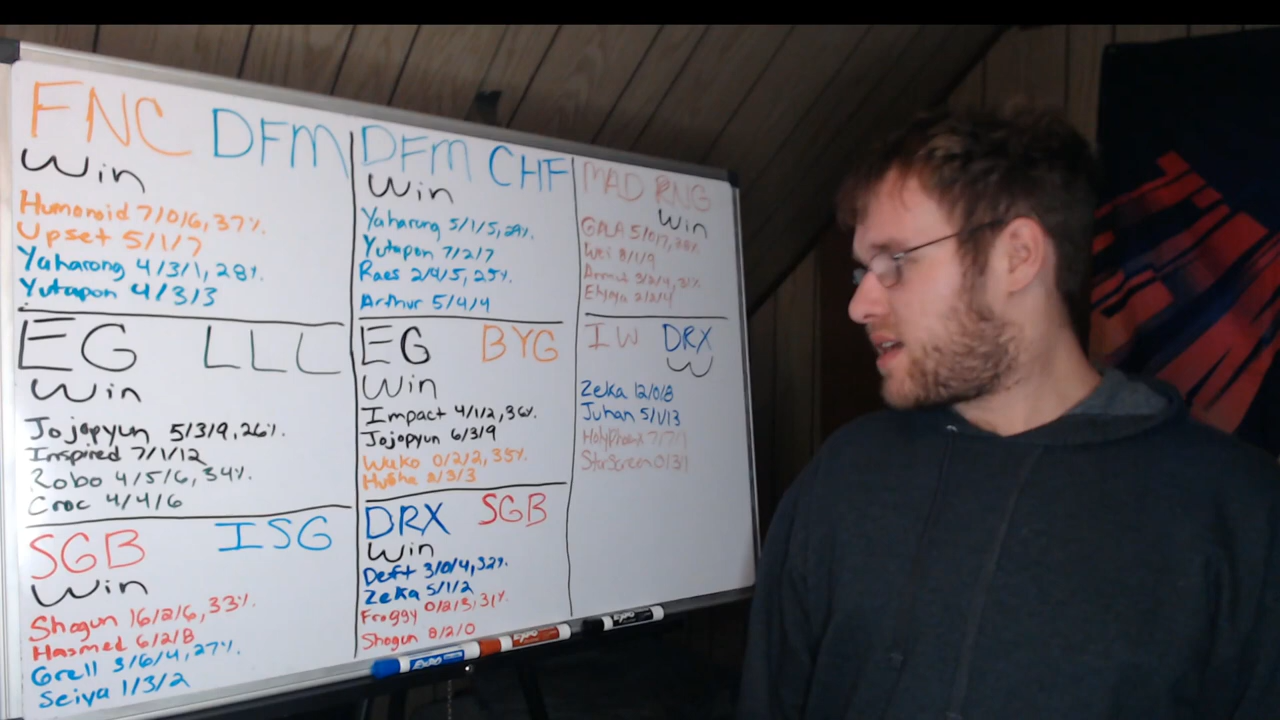 FNC DFM
Win
Humonoid 7/0/6, 37%.
Upset 5/1/7
Yaharong 4/3/1, 28%.
Yutapon 4/3/3
EG LLL
Win
Jojopyun 5/3/9, 26%.
Inspired 7/1/12
Robo 4/5/6, 34%.
Croc 4/4/6
SGB ISG
Win
Shogun 16/2/6, 33%.
Hasmed 6/2/8
Grell 3/6/4, 27%.
Seiya 1/3/2
DFM CHF
Win
Yaharong 5/1/5, 29%.
Yutapon 7/2/7
Raes 2/4/5, 25%.
Arthur 5/4/4
EG BYG
Win
Impact 4/1/2, 36%.
Jojopyun 6/3/9
Wako 0/2/2, 35%.
Husha 2/3/3
DRX SGB
Win
Deft 3/0/4, 32%.
Zeka 5/1/2
Froggy 0/2/3, 31%.
Shogun 8/2/0
MAD RNG
Win
GALA 5/0/7, 38%.
Wei 8/1/9
3/2/4, 31%
Elyoya 2/2/4
IW DRX
W
Zeka 12/0/8
Juhan 5/1/13
HolyPhoenix 7/7/1
StarScreen 0/3/1
EXPO
EXPO
EXPO